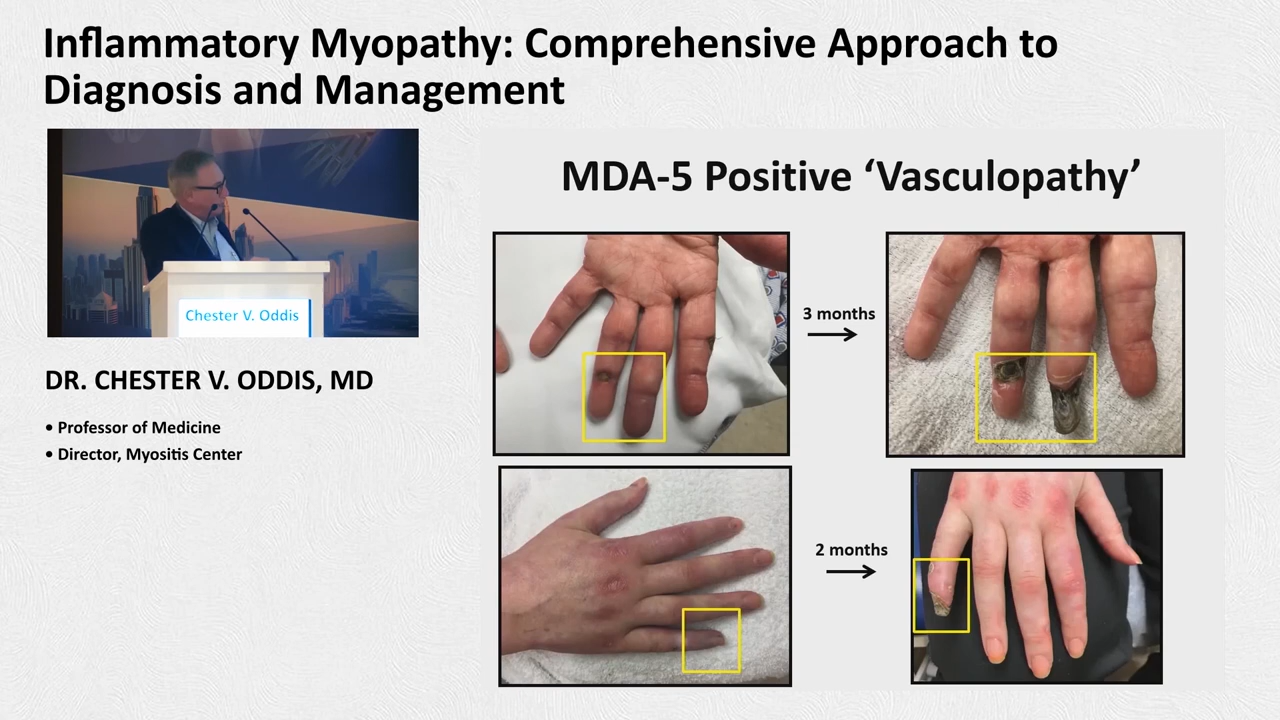 Inflammatory Myopathy: Comprehensive Approach to
Diagnosis and Management
Chester V. Oddis
DR. CHESTER V. ODDIS, MD
• Professor of Medicine
• Director, Myositis Center
MDA-5 Positive ‘Vasculopathy’
3 months
2 months